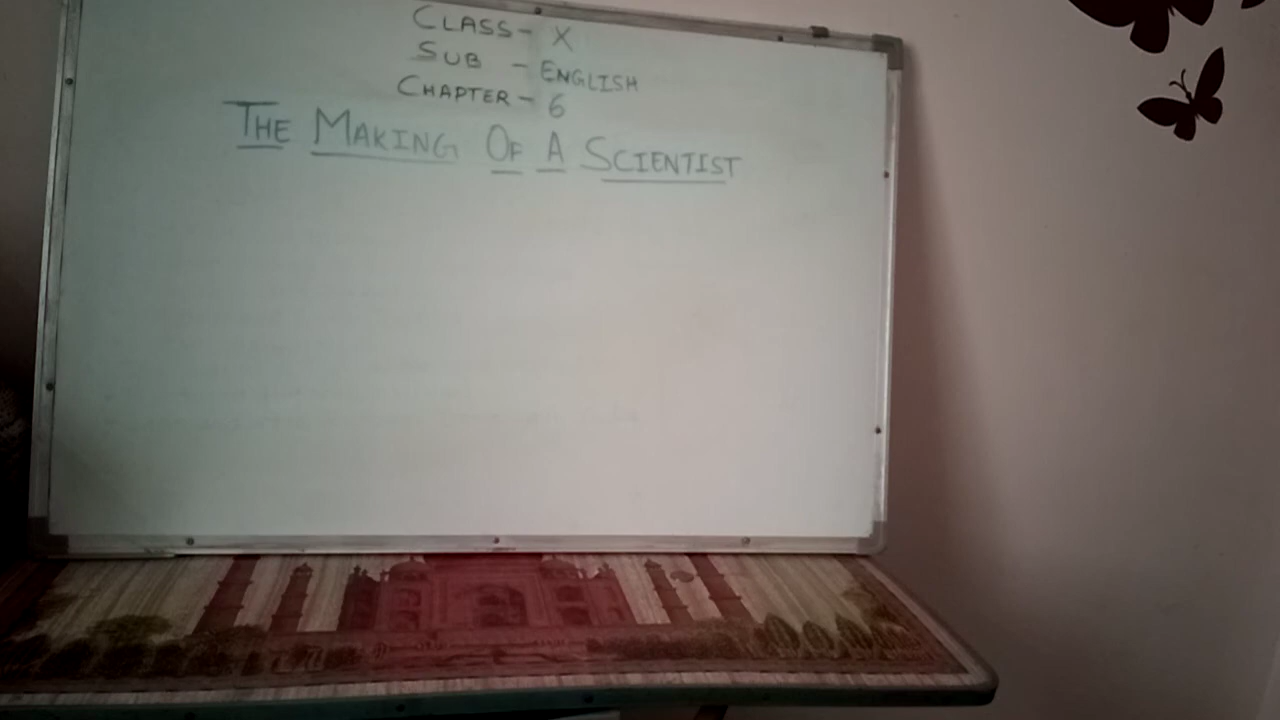 CLASS- X
SUB - ENGLISH
CHAPTER - 6
THE MAKING OF A SCIENTIST